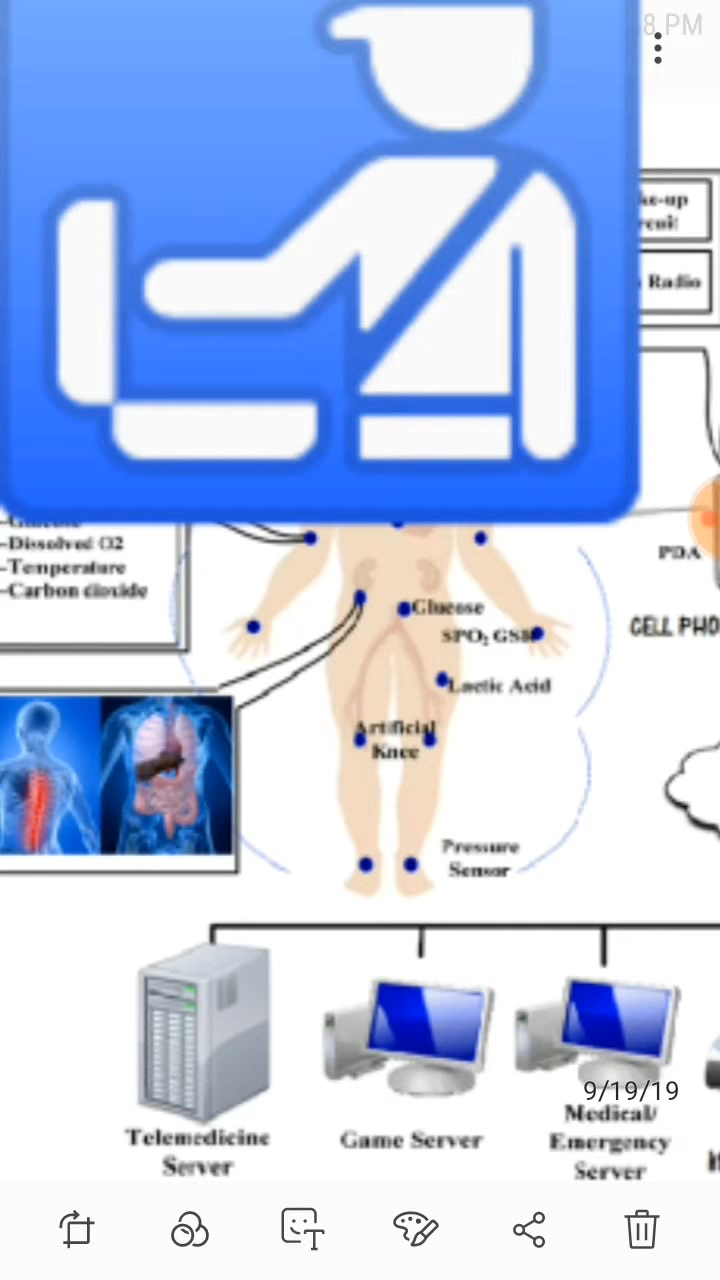 8 PM
Radio
-Dissolved O2
-Temperature
-Carbon dioxide
PDA
Glucose
SPO₂ GSR
CELL PHO
Lactic Acid
Artificial
Knee
Pressure
Sensor
9/19/19
Telemedicine
Server
Game Server
Medical/
Emergency
Server
T